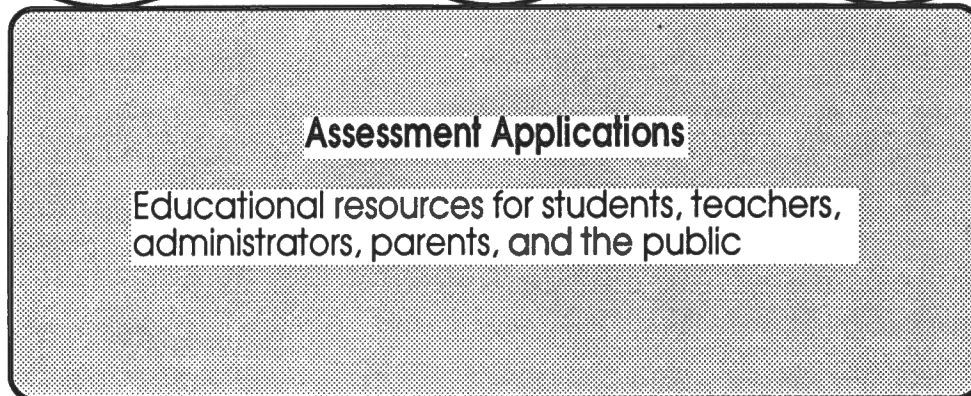 Assessment Applications
Educational resources for students, teachers,
administrators, parents, and the public